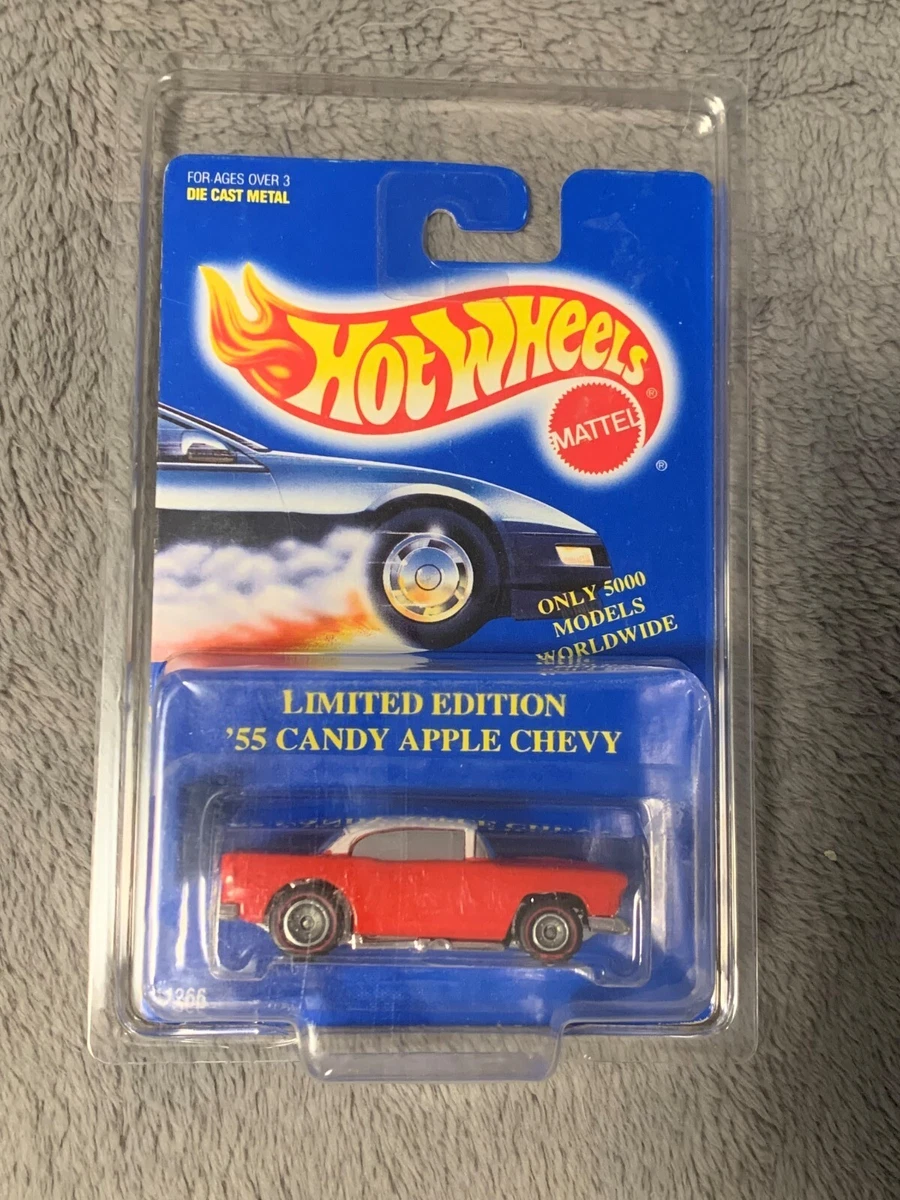 FOR AGES OVER 3
DIE CAST METAL
HOT WHEELS
®
MATTEL
®
ONLY 5000
MODELS
WORLDWIDE
LIMITED EDITION
'55 CANDY APPLE CHEVY